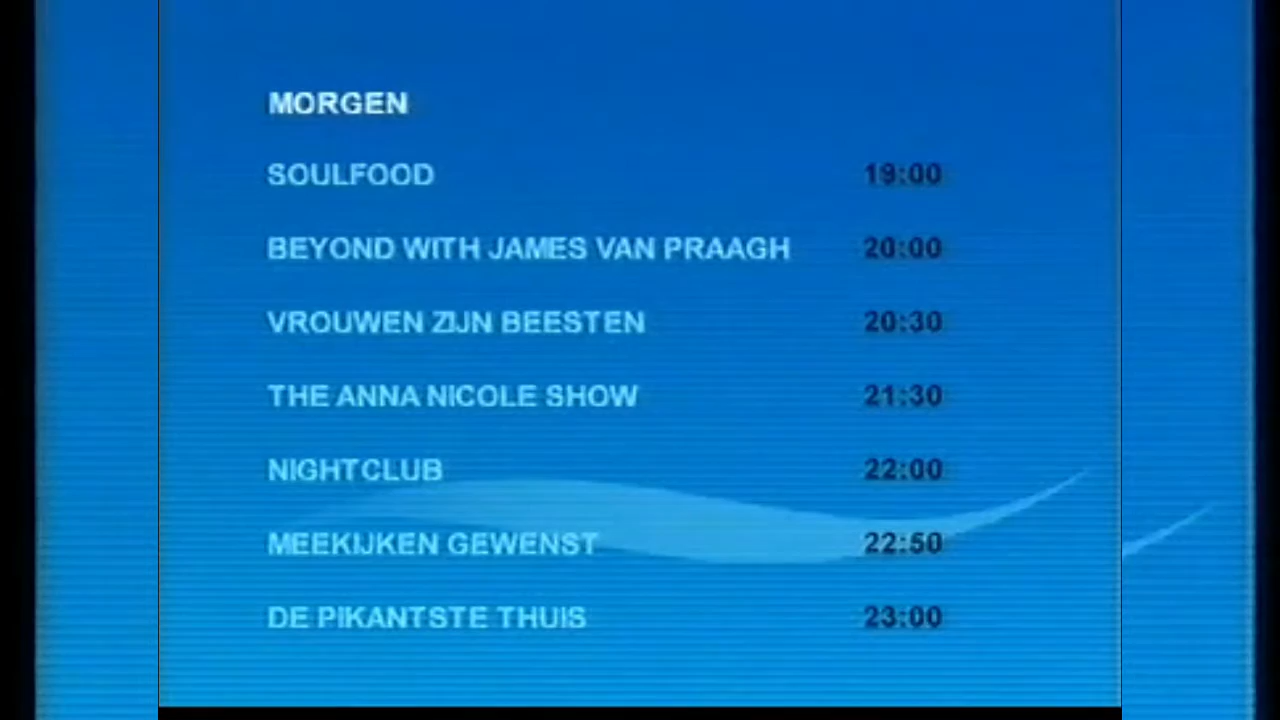 MORGEN
SOULFOOD 19:00
BEYOND WITH JAMES VAN PRAAGH 20:00
VROUWEN ZIJN BEESTEN 20:30
THE ANNA NICOLE SHOW 21:30
NIGHTCLUB 22:00
MEEKIJKEN GEWENST 22:50
DE PIKANTSTE THUIS 23:00